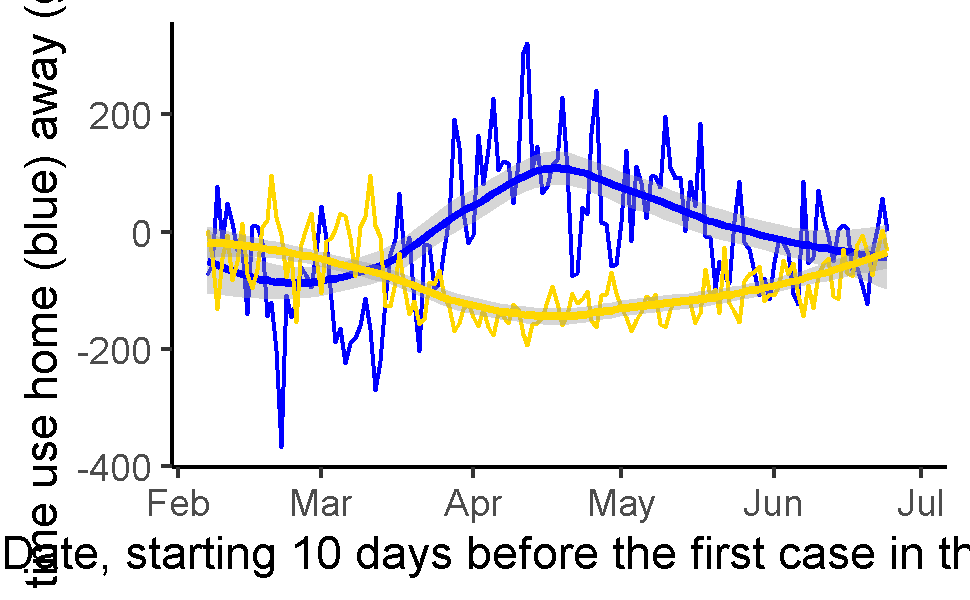 time use home (blue) away (
200
0
-200
-400
Feb Mar Apr May Jun Jul
Date, starting 10 days before the first case in th